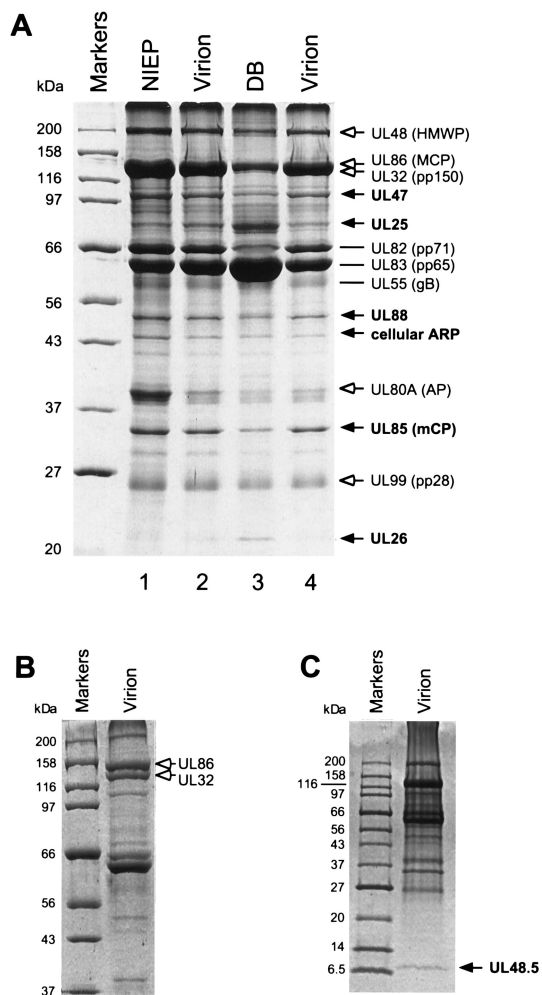 A
Markers
NIEP
Virion
DB
Virion
kDa
200
158
116
97
66
56
43
37
27
20
UL48 (HMWP)
UL86 (MCP)
UL32 (pp150)
UL47
UL25
UL82 (pp71)
UL83 (pp65)
UL55 (gB)
UL88
cellular ARP
UL80A (AP)
UL85 (mCP)
UL99 (pp28)
UL26
1 2 3 4
B
Markers
Virion
kDa
200
158
116
97
66
56
43
37
UL86
UL32
C
Markers
Virion
kDa
200
158
116
97
66
56
43
37
27
20
14
6.5
UL48.5